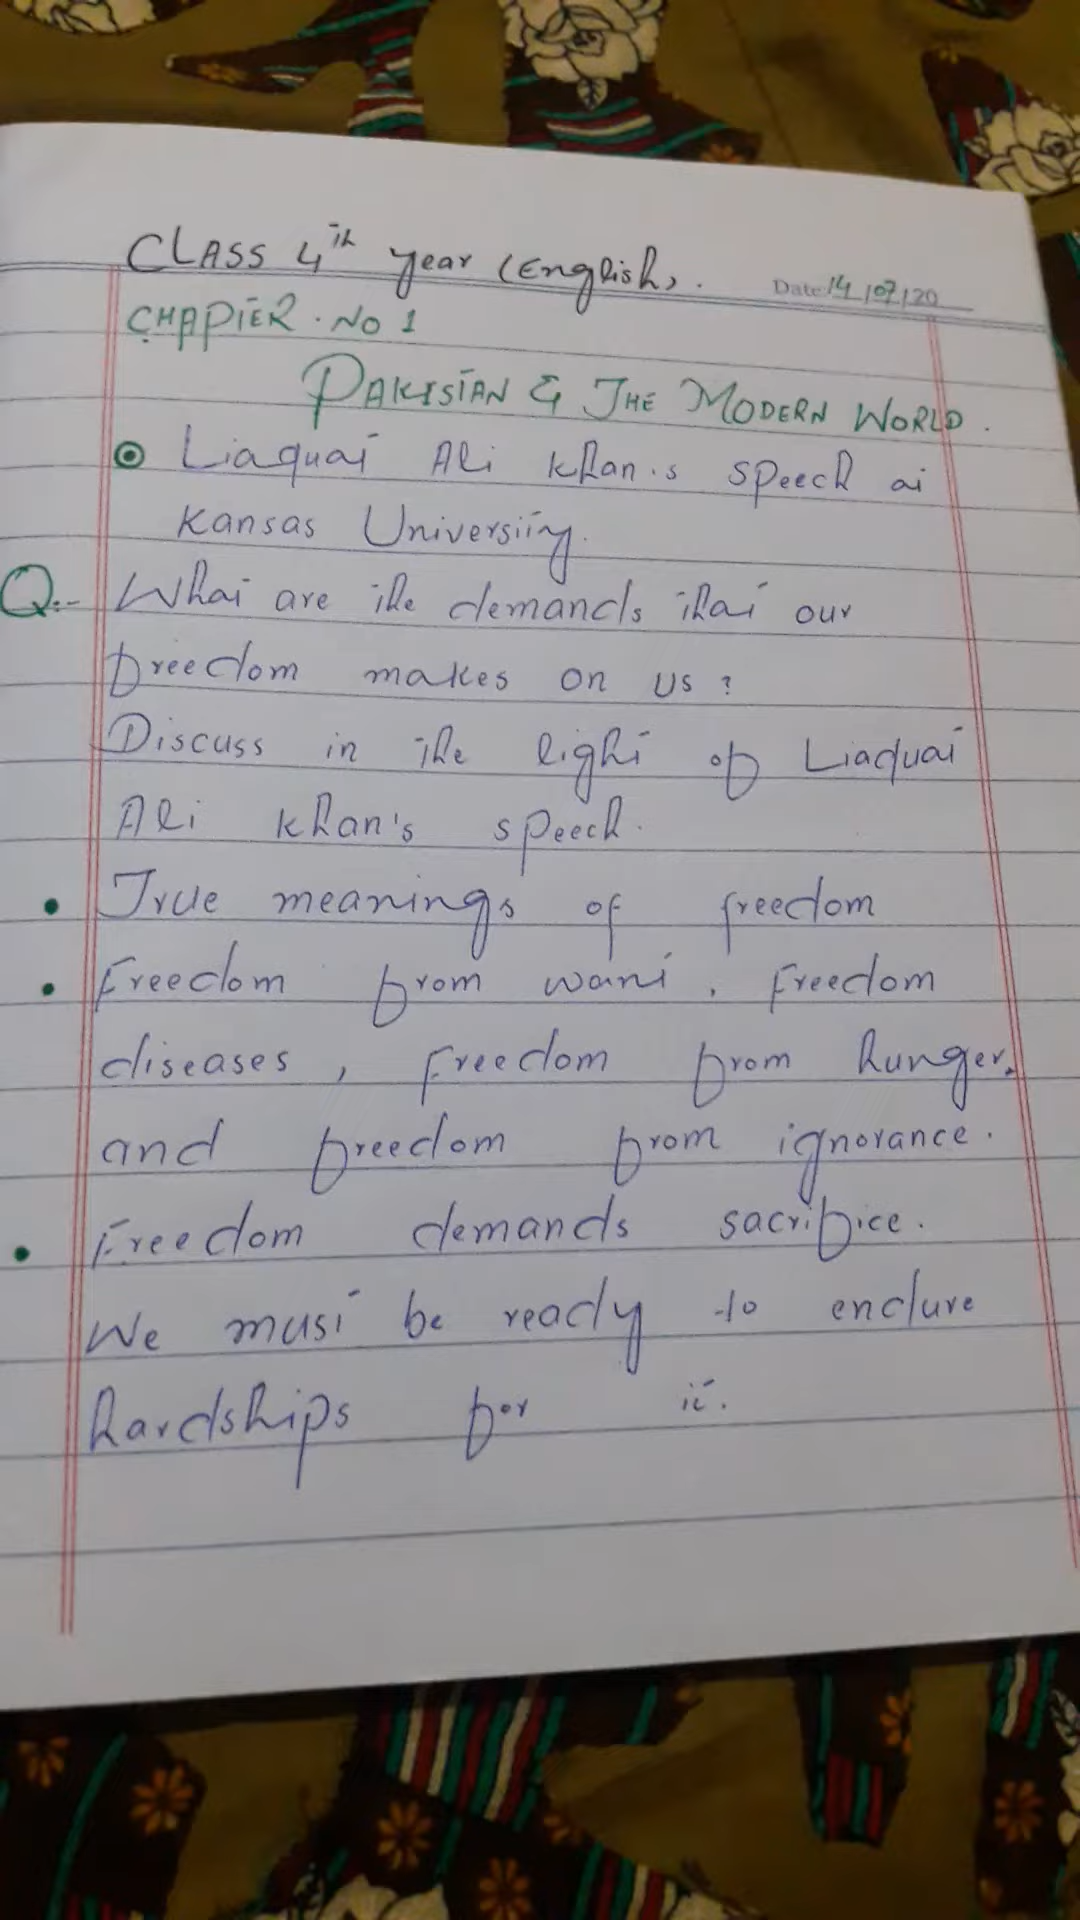 CLASS 4th year (English).
Date: 14/07/20
CHAPTER. NO 1
PAKISTAN & THE MODERN WORLD.
Liaquat Ali khan.s speech at
Kansas University.
Q:- What are the demands that our
freedom makes on us?
Discuss in the light of Liaquat
Ali khan's speech.
• True meanings of freedom
• Freedom from want, Freedom
diseases, Freedom from hunger,
and freedom from ignorance.
• Freedom demands sacrifice.
We must be ready to endure
hardships for it.